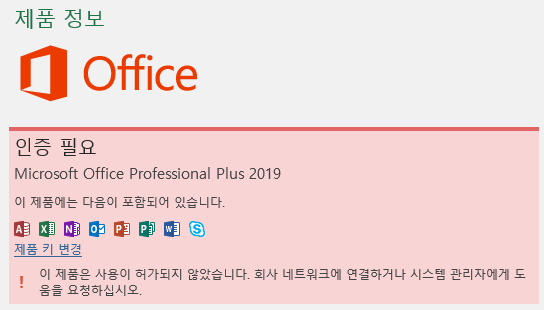 제품 정보
Office
인증 필요
Microsoft Office Professional Plus 2019
이 제품에는 다음이 포함되어 있습니다.
A X N O P P W S
제품 키 변경
! 이 제품은 사용이 허가되지 않았습니다. 회사 네트워크에 연결하거나 시스템 관리자에게 도
움을 요청하십시오.